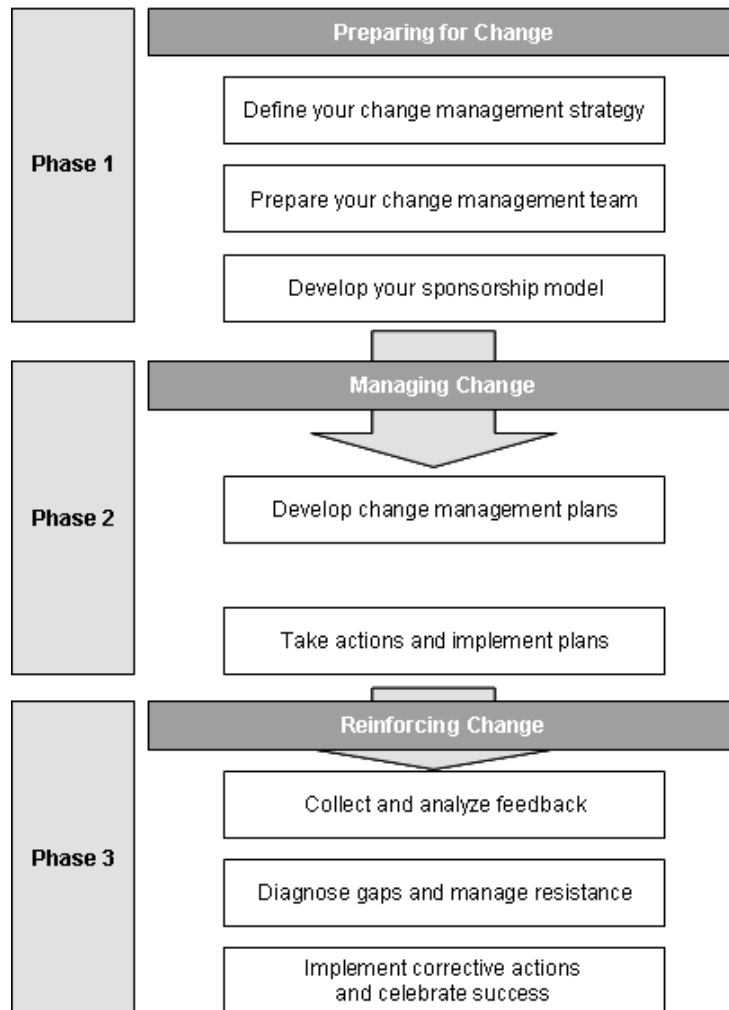 Preparing for Change
Define your change management strategy
Phase 1
Prepare your change management team
Develop your sponsorship model
Managing Change
Develop change management plans
Phase 2
Take actions and implement plans
Reinforcing Change
Collect and analyze feedback
Phase 3
Diagnose gaps and manage resistance
Implement corrective actions
and celebrate success